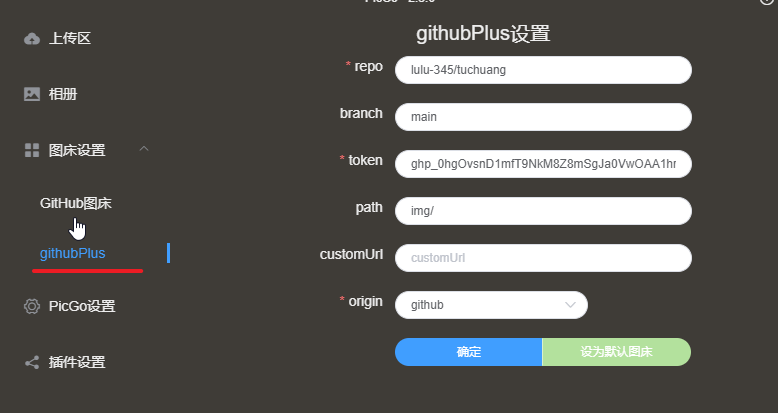 上传区
相册
图床设置
GitHub图床
githubPlus
PicGo设置
插件设置
githubPlus设置
* repo
lulu-345/tuchuang
branch
main
* token
ghp_0hgOvsnD1mfT9NkM8Z8mSgJa0VwOAA1hr
path
img/
customUrl
customUrl
* origin
github
确定
设为默认图床